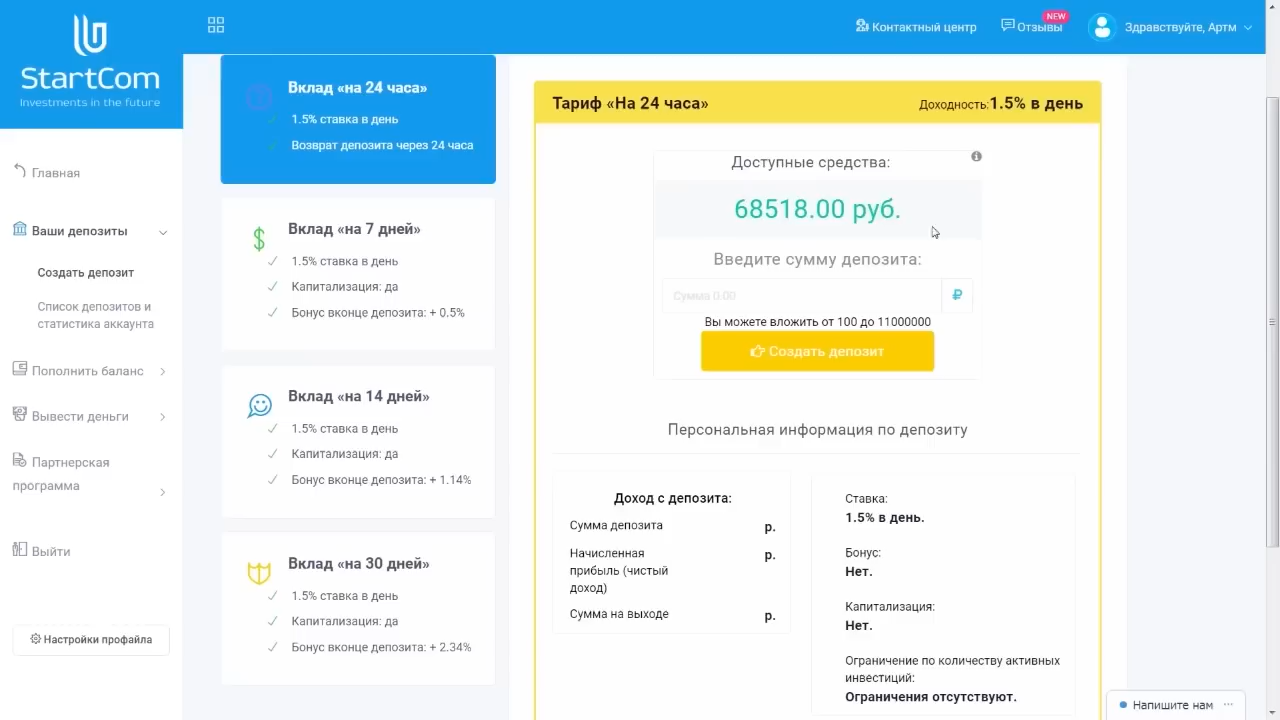 StartCom
Investments in the future
Контактный центр
Отзывы
NEW
Здравствуйте, Артм
Главная
Ваши депозиты
Создать депозит
Список депозитов и
статистика аккаунта
Пополнить баланс
Вывести деньги
Партнерская
программа
Выйти
Настройки профиля
Вклад «на 24 часа»
1.5% ставка в день
Возврат депозита через 24 часа
Вклад «на 7 дней»
1.5% ставка в день
Капитализация: да
Бонус вконце депозита: + 0.5%
Вклад «на 14 дней»
1.5% ставка в день
Капитализация: да
Бонус вконце депозита: + 1.14%
Вклад «на 30 дней»
1.5% ставка в день
Капитализация: да
Бонус вконце депозита: + 2.34%
Тариф «На 24 часа»
Доходность:1.5% в день
Доступные средства:
68518.00 руб.
Введите сумму депозита:
Сумма 0.00
₽
Вы можете вложить от 100 до 11000000
Создать депозит
Персональная информация по депозиту
Доход с депозита:
Сумма депозита р.
Начисленная р.
прибыль (чистый
доход)
Сумма на выходе р.
Ставка:
1.5% в день.
Бонус:
Нет.
Капитализация:
Нет.
Ограничение по количеству активных
инвестиций:
Ограничения отсутствуют.
Напишите нам